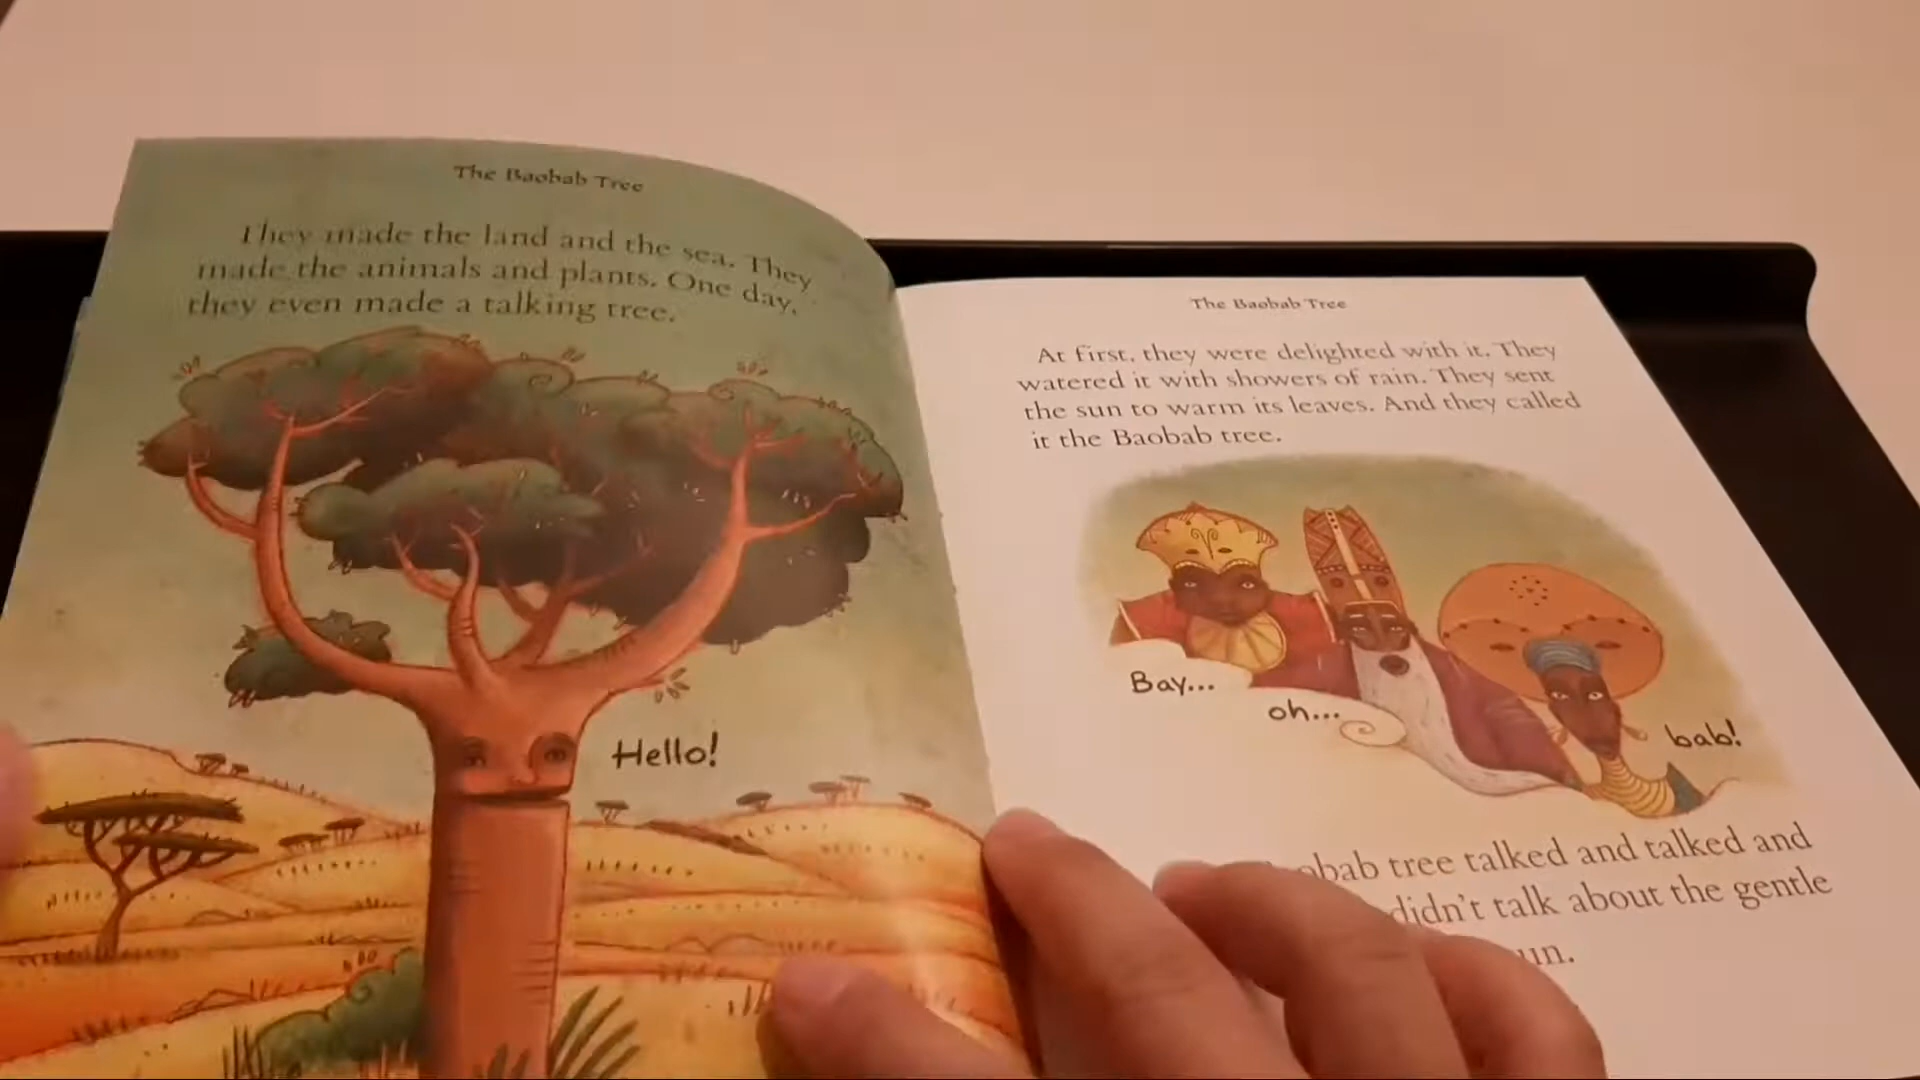 The Baobab Tree
They made the land and the sea. They
made the animals and plants. One day,
they even made a talking tree.
Hello!
The Baobab Tree
At first, they were delighted with it. They
watered it with showers of rain. They sent
the sun to warm its leaves. And they called
it the Baobab tree.
Bay...
oh...
bab!
tree talked and talked and
didn't talk about the gentle